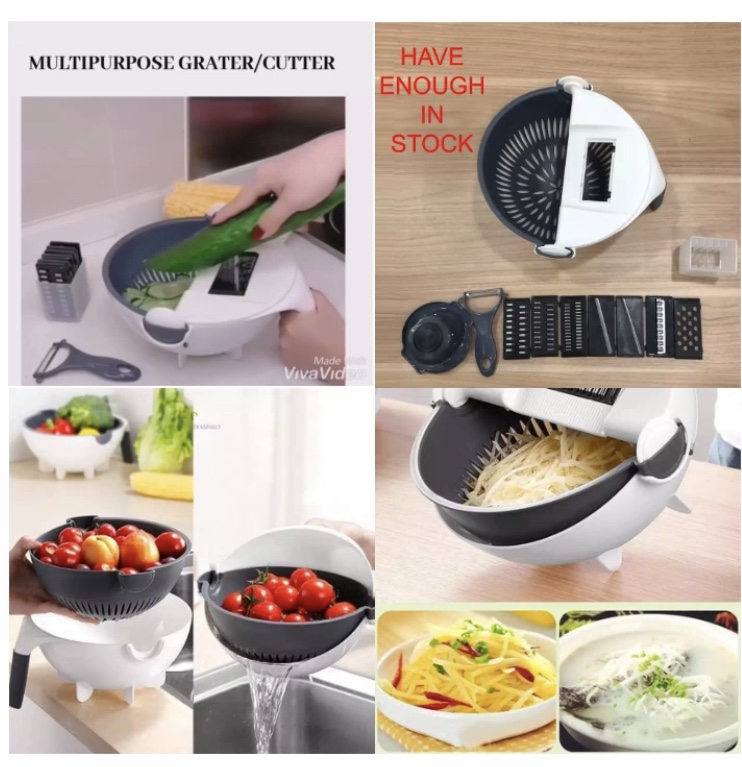 MULTIPURPOSE GRATER/CUTTER
HAVE
ENOUGH
IN
STOCK
Made With
VivaVideo